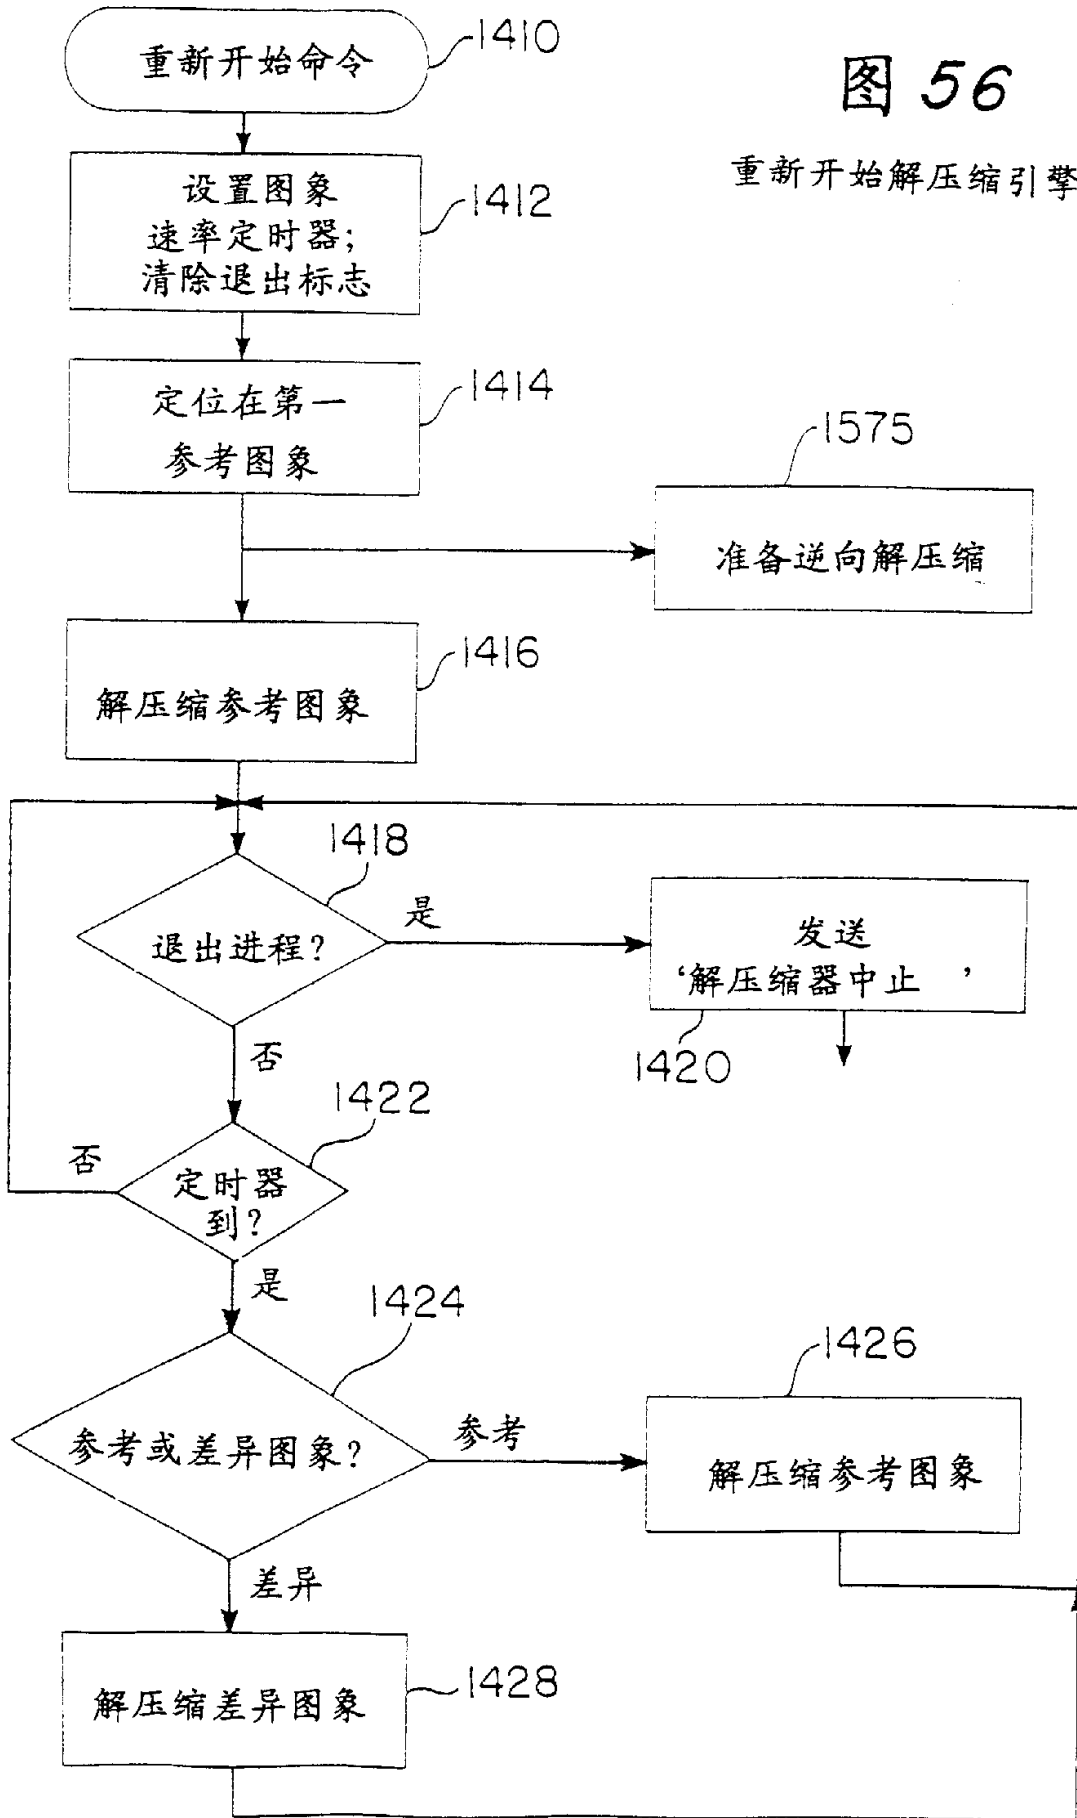 重新开始命令
1410
图 56
重新开始解压缩引擎
设置图象
速率定时器;
清除退出标志
1412
定位在第一
参考图象
1414
1575
准备逆向解压缩
解压缩参考图象
1416
1418
退出进程?
是
发送
‘解压缩器中止 ’
1420
否
1422
否
定时器
到?
是
1424
1426
参考或差异图象?
参考
解压缩参考图象
差异
解压缩差异图象
1428